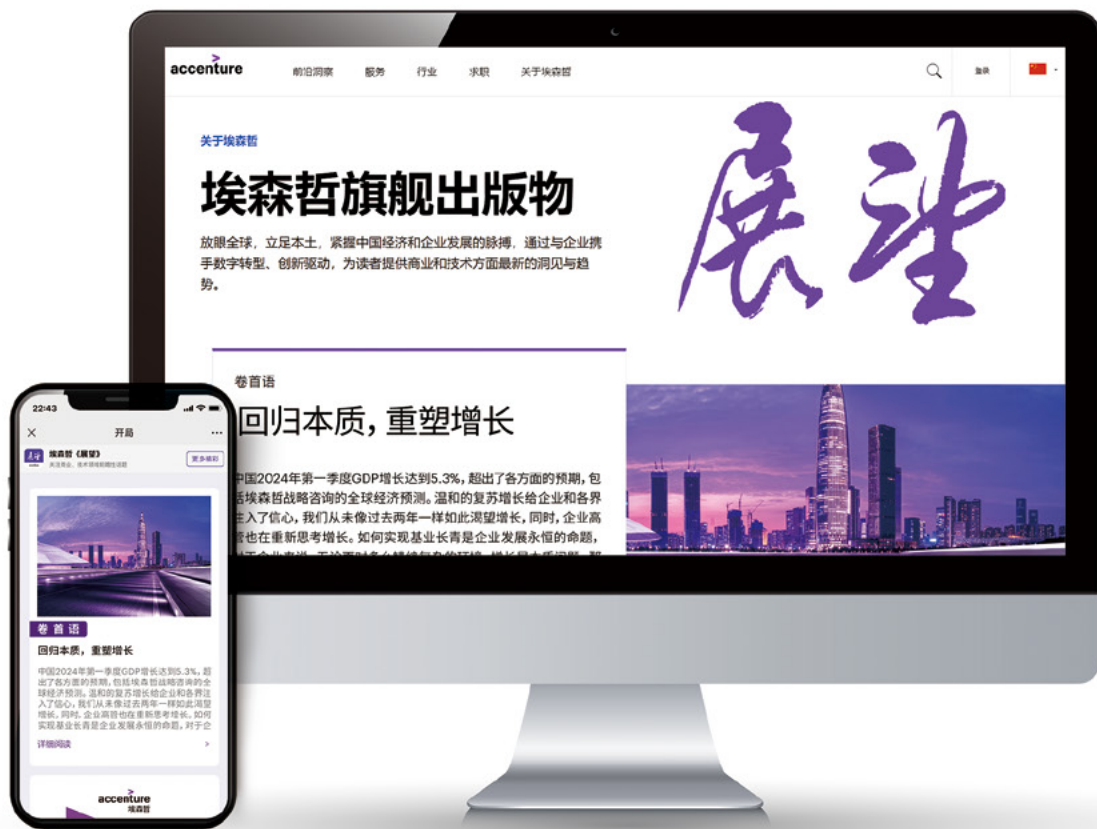 accenture
前沿洞察 服务 行业 求职 关于埃森哲
登录
关于埃森哲
埃森哲旗舰出版物
放眼全球，立足本土，紧握中国经济和企业发展的脉搏，通过与企业携
手数字转型、创新驱动，为读者提供商业和技术方面最新的洞见与趋
势。
展望
卷首语
回归本质，重塑增长
中国2024年第一季度GDP增长达到5.3%，超出了各方面的预期，包
括埃森哲战略咨询的全球经济预测。温和的复苏增长给企业和各界
注入了信心，我们从未像过去两年一样如此渴望增长，同时，企业高
管也在重新思考增长。如何实现基业长青是企业发展永恒的命题，
22:43
开局
埃森哲《展望》
更多精彩
卷首语
回归本质，重塑增长
中国2024年第一季度GDP增长达到5.3%，超
出了各方面的预期，包括埃森哲战略咨询的全
球经济预测。温和的复苏增长给企业和各界注
入了信心，我们从未像过去两年一样如此渴望
增长，同时，企业高管也在重新思考增长。如何
实现基业长青是企业发展永恒的命题，对于企
详细阅读
accenture
埃森哲